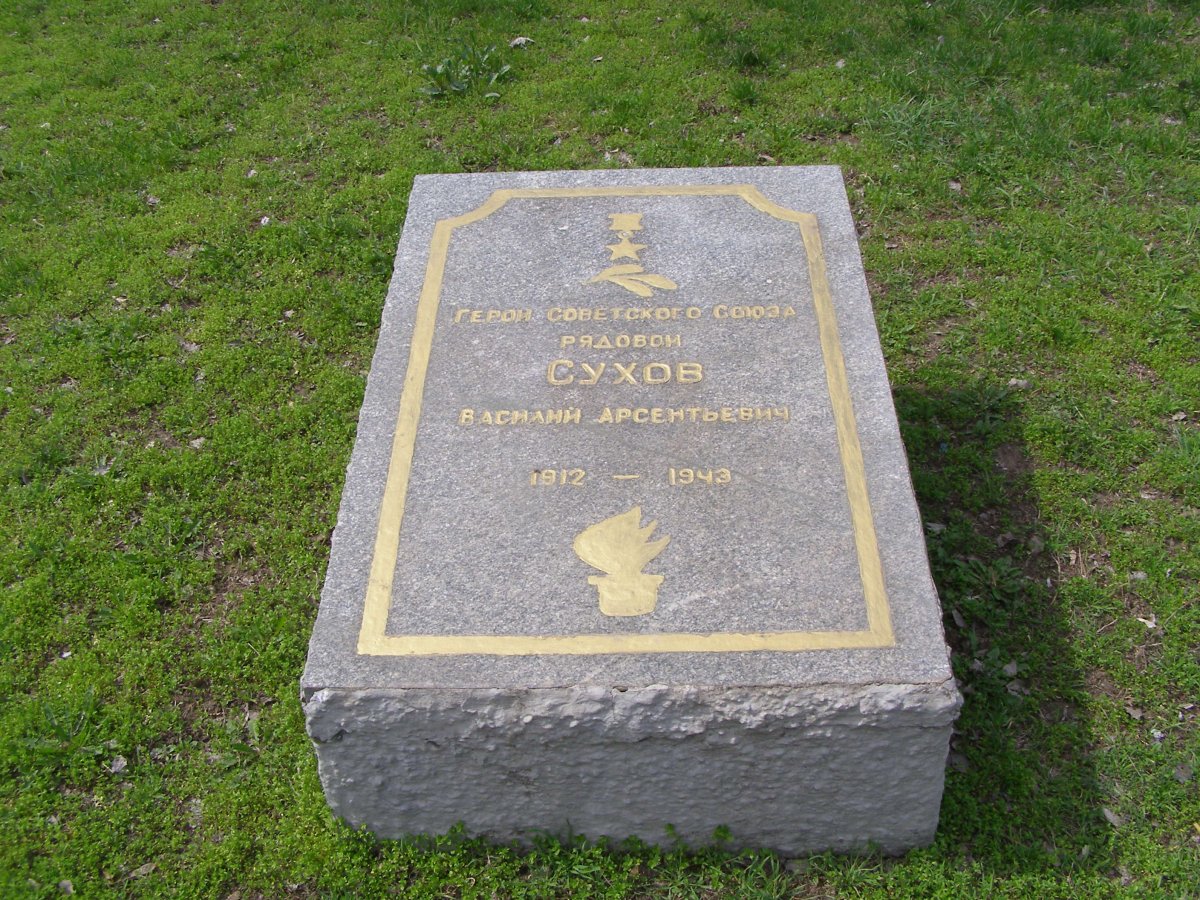 Герой Советского Союза
рядовой
Сухов
Василий Арсентьевич
1912 — 1943